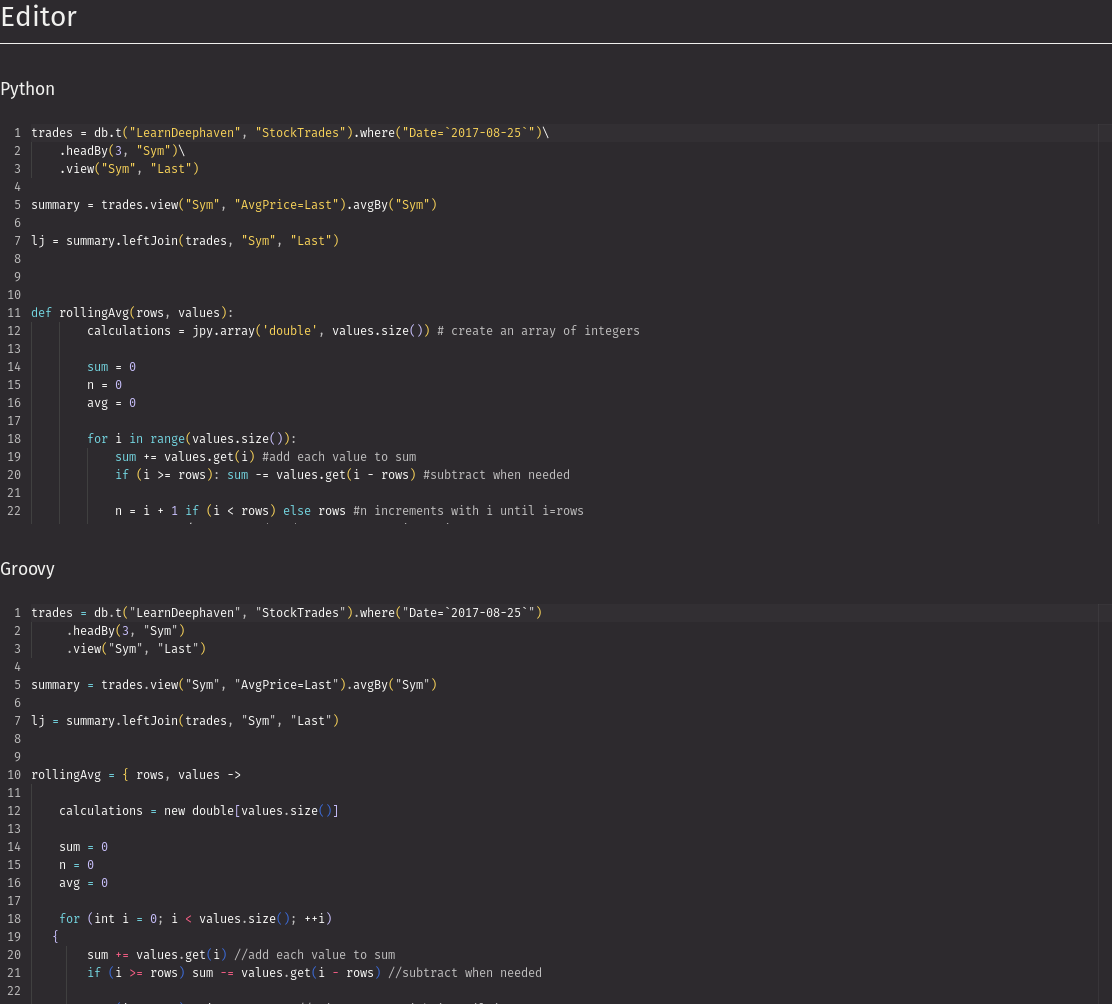 Editor
Python
1 trades = db.t("LearnDeephaven", "StockTrades").where("Date=`2017-08-25`")\
2 .headBy(3, "Sym")\
3 .view("Sym", "Last")
4
5 summary = trades.view("Sym", "AvgPrice=Last").avgBy("Sym")
6
7 lj = summary.leftJoin(trades, "Sym", "Last")
8
9
10
11 def rollingAvg(rows, values):
12 calculations = jpy.array('double', values.size()) # create an array of integers
13
14 sum = 0
15 n = 0
16 avg = 0
17
18 for i in range(values.size()):
19 sum += values.get(i) #add each value to sum
20 if (i >= rows): sum -= values.get(i - rows) #subtract when needed
21
22 n = i + 1 if (i < rows) else rows #n increments with i until i=rows
Groovy
1 trades = db.t("LearnDeephaven", "StockTrades").where("Date=`2017-08-25`")
2 .headBy(3, "Sym")
3 .view("Sym", "Last")
4
5 summary = trades.view("Sym", "AvgPrice=Last").avgBy("Sym")
6
7 lj = summary.leftJoin(trades, "Sym", "Last")
8
9
10 rollingAvg = { rows, values ->
11
12 calculations = new double[values.size()]
13
14 sum = 0
15 n = 0
16 avg = 0
17
18 for (int i = 0; i < values.size(); ++i)
19 {
20 sum += values.get(i) //add each value to sum
21 if (i >= rows) sum -= values.get(i - rows) //subtract when needed
22